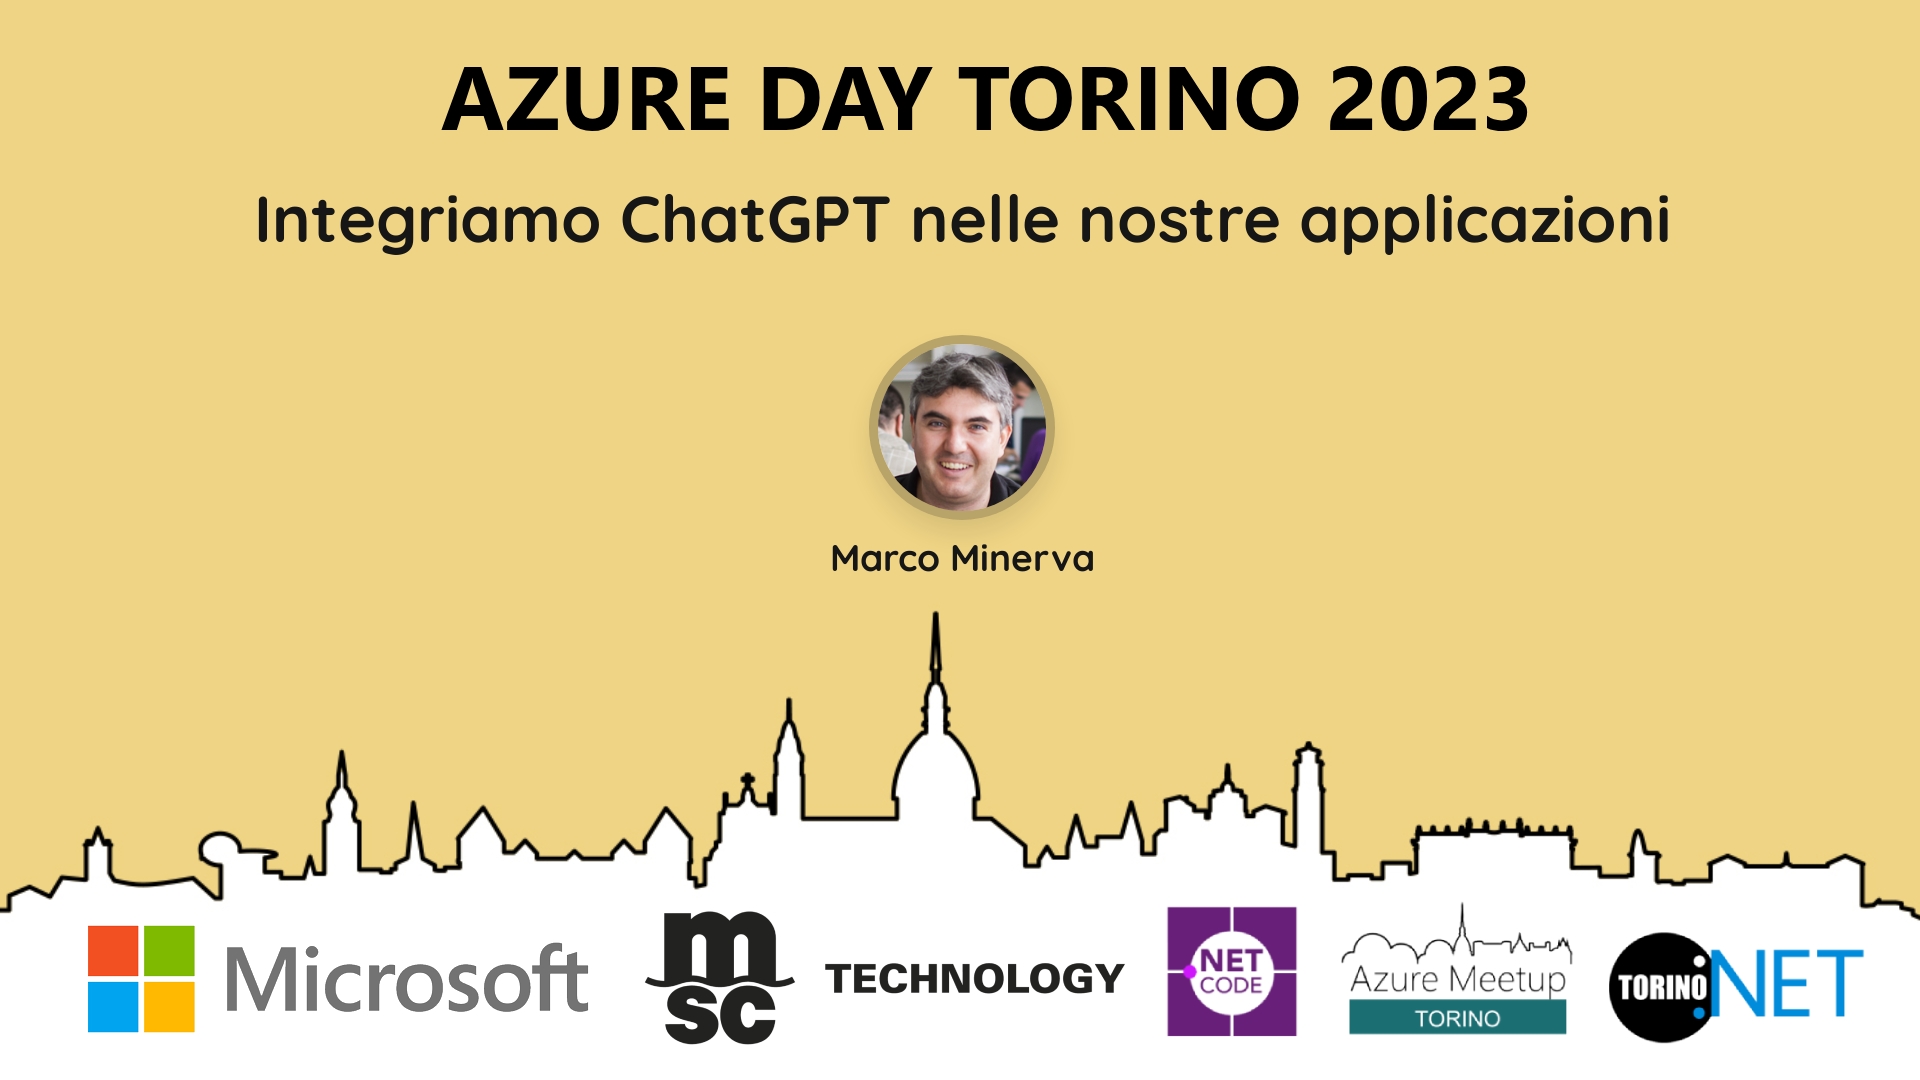 AZURE DAY TORINO 2023
Integriamo ChatGPT nelle nostre applicazioni
Marco Minerva
Microsoft
msc
TECHNOLOGY
NET
CODE
Azure Meetup
TORINO
TORINO.NET